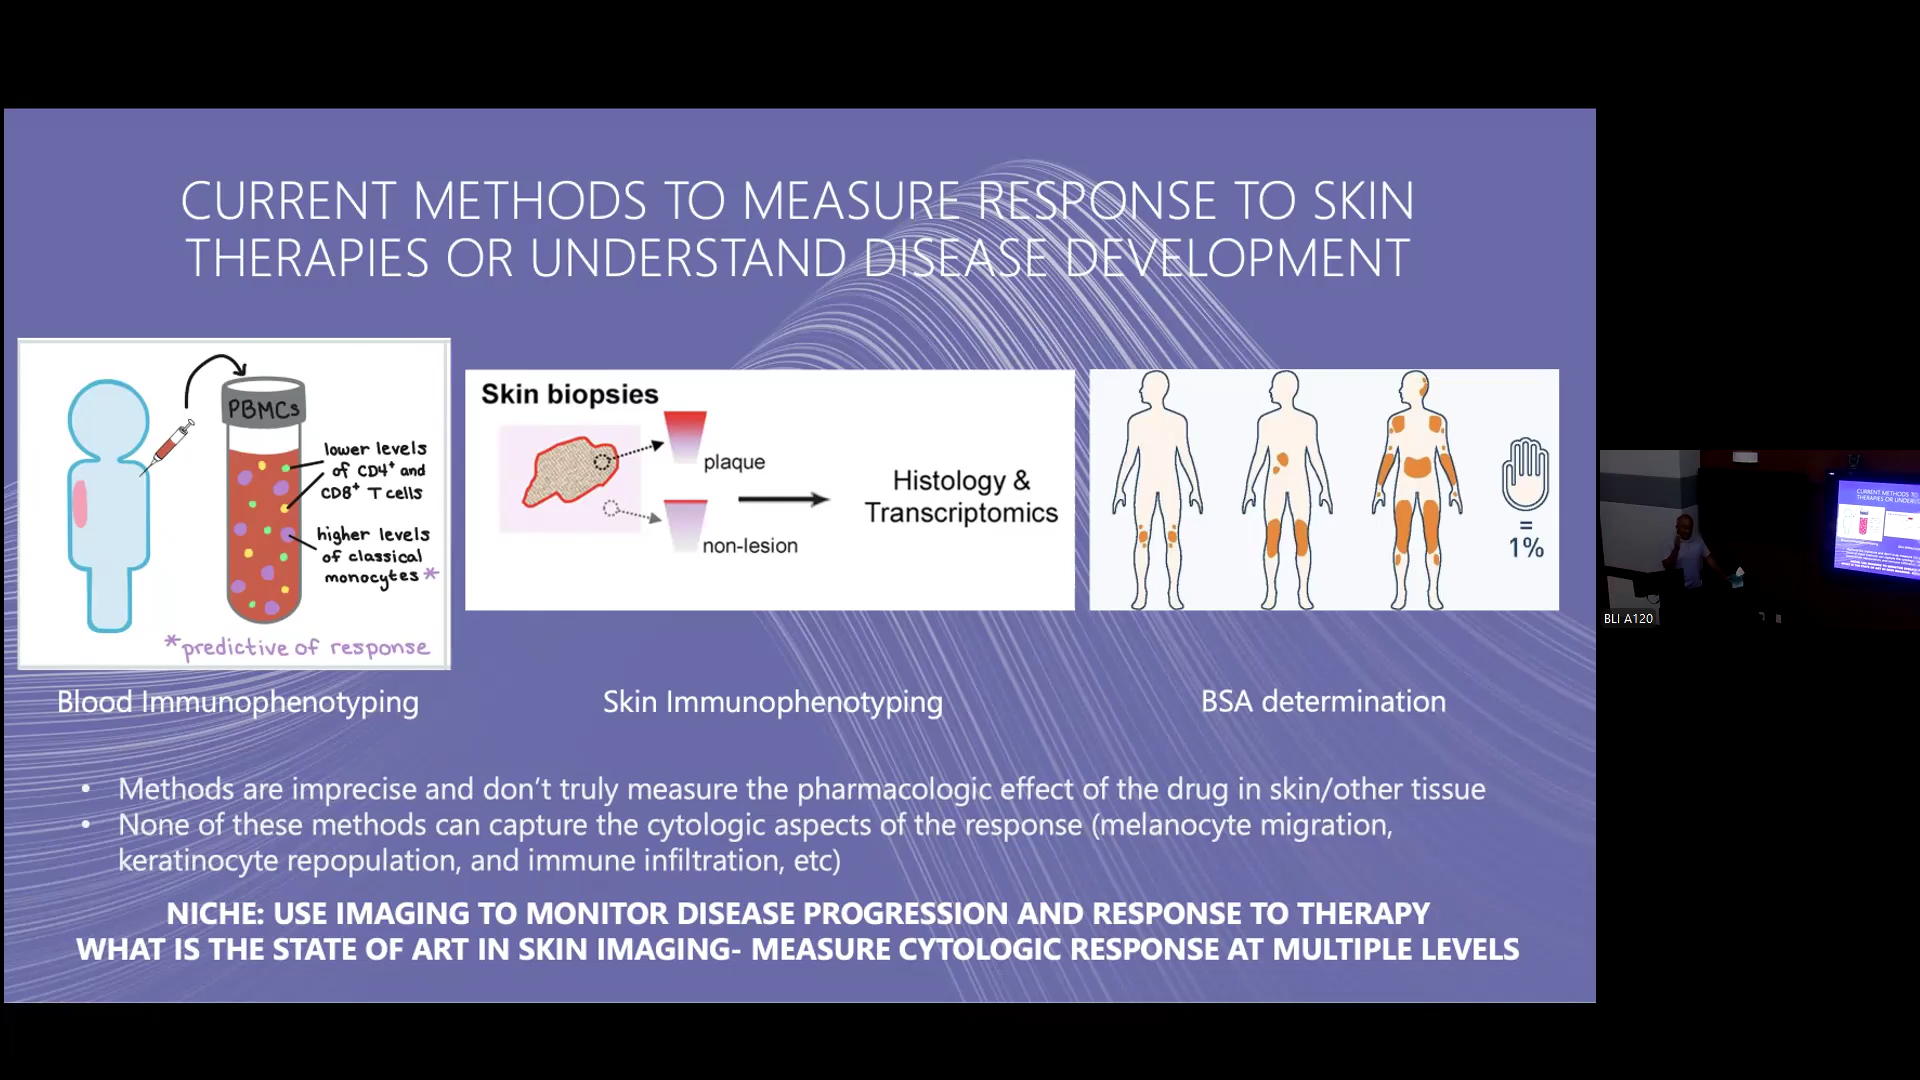 CURRENT METHODS TO MEASURE RESPONSE TO SKIN
THERAPIES OR UNDERSTAND DISEASE DEVELOPMENT
PBMCs
lower levels
of CD4+ and
CD8+ T cells
higher levels
of classical
monocytes *
*predictive of response
Skin biopsies
plaque
non-lesion
Histology &
Transcriptomics
=
1%
Blood Immunophenotyping
Skin Immunophenotyping
BSA determination
• Methods are imprecise and don't truly measure the pharmacologic effect of the drug in skin/other tissue
• None of these methods can capture the cytologic aspects of the response (melanocyte migration,
keratinocyte repopulation, and immune infiltration, etc)
NICHE: USE IMAGING TO MONITOR DISEASE PROGRESSION AND RESPONSE TO THERAPY
WHAT IS THE STATE OF ART IN SKIN IMAGING- MEASURE CYTOLOGIC RESPONSE AT MULTIPLE LEVELS
CURRENT METHODS TO
BLI A120